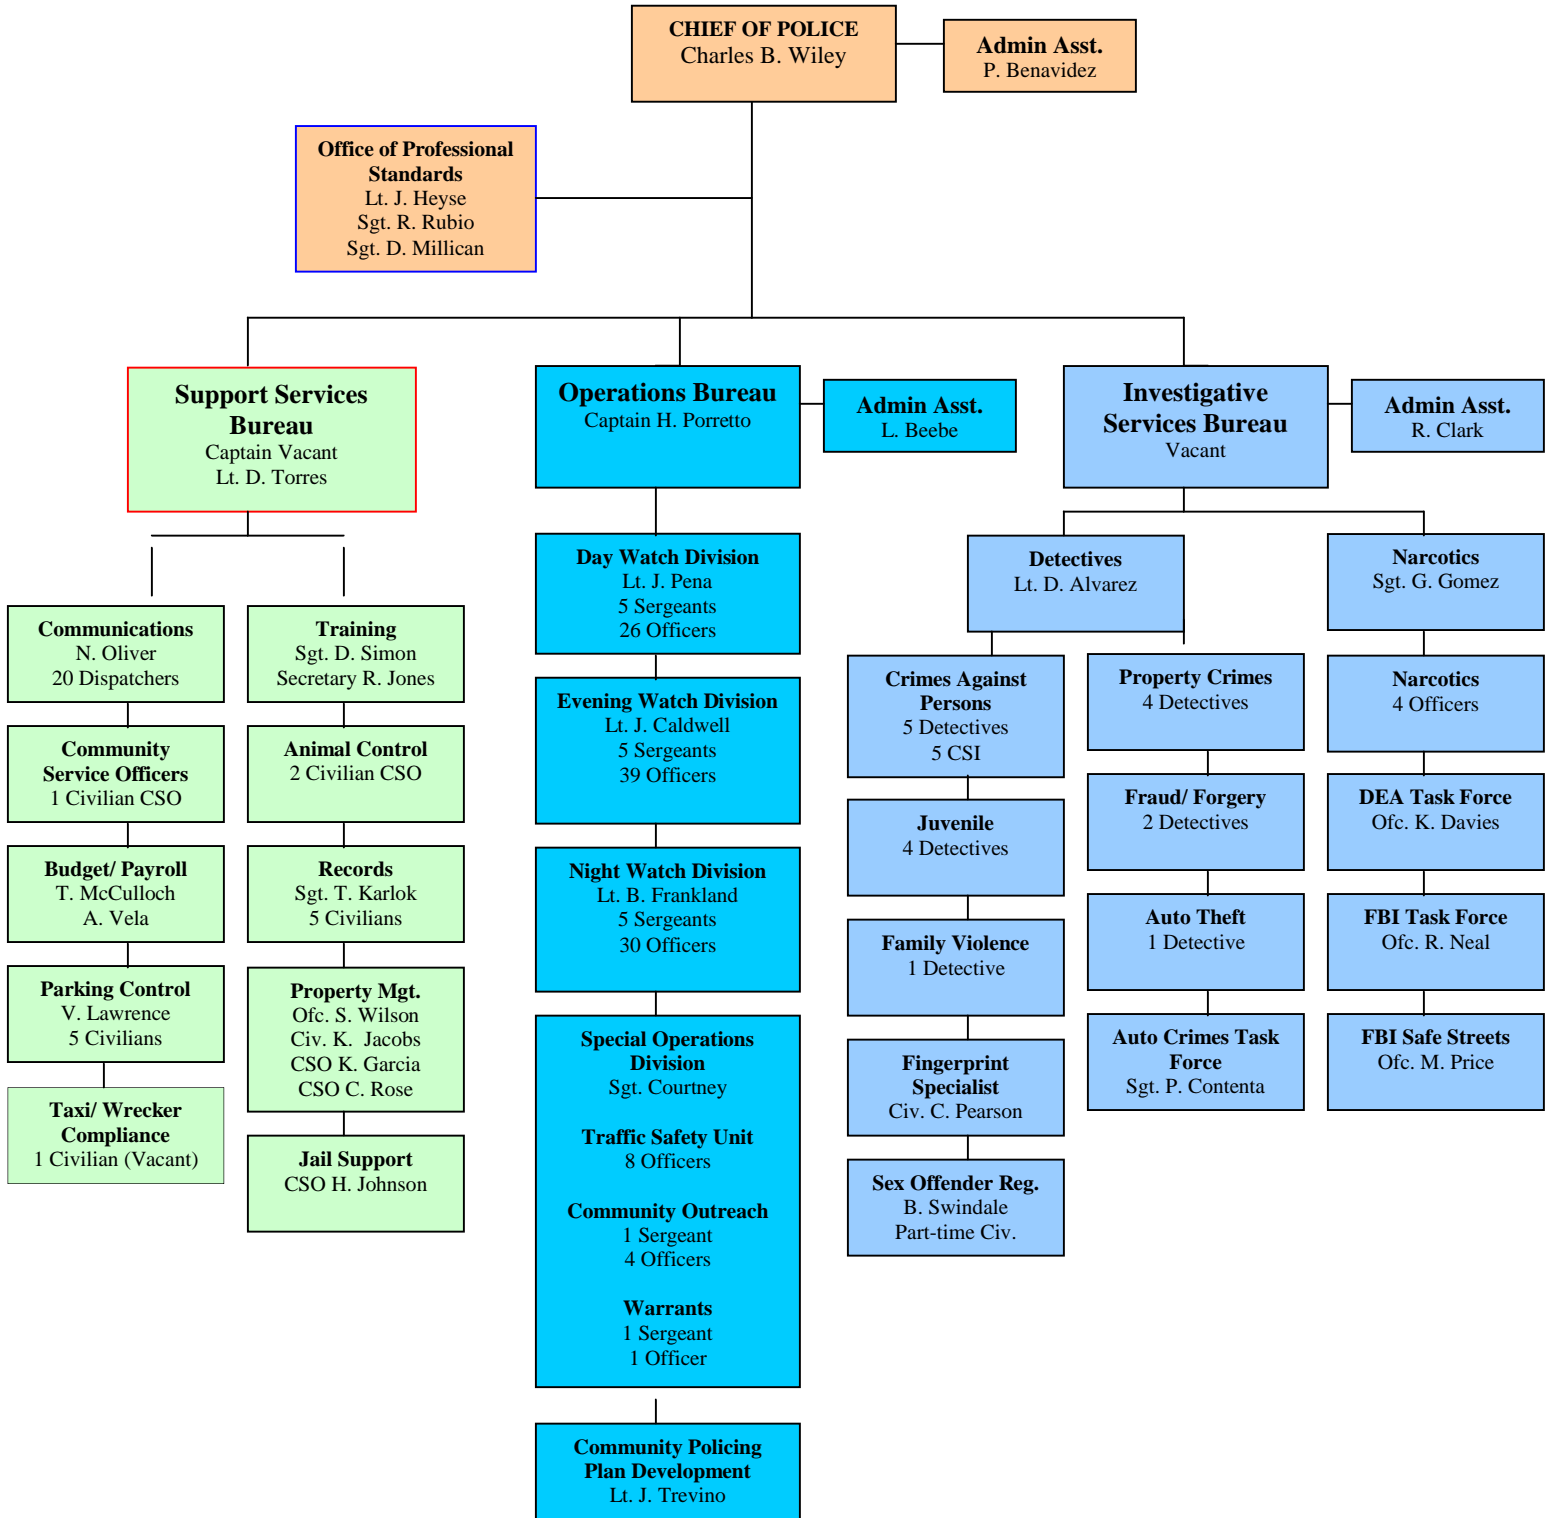 CHIEF OF POLICE
Charles B. Wiley
Admin Asst.
P. Benavidez
Office of Professional
Standards
Lt. J. Heyse
Sgt. R. Rubio
Sgt. D. Millican
Support Services
Bureau
Captain Vacant
Lt. D. Torres
Operations Bureau
Captain H. Porretto
Admin Asst.
L. Beebe
Investigative
Services Bureau
Vacant
Admin Asst.
R. Clark
Communications
N. Oliver
20 Dispatchers
Community
Service Officers
1 Civilian CSO
Budget/ Payroll
T. McCulloch
A. Vela
Parking Control
V. Lawrence
5 Civilians
Taxi/ Wrecker
Compliance
1 Civilian (Vacant)
Training
Sgt. D. Simon
Secretary R. Jones
Animal Control
2 Civilian CSO
Records
Sgt. T. Karlok
5 Civilians
Property Mgt.
Ofc. S. Wilson
Civ. K.  Jacobs
CSO K. Garcia
CSO C. Rose
Jail Support
CSO H. Johnson
Day Watch Division
Lt. J. Pena
5 Sergeants
26 Officers
Evening Watch Division
Lt. J. Caldwell
5 Sergeants
39 Officers
Night Watch Division
Lt. B. Frankland
5 Sergeants
30 Officers
Special Operations
Division
Sgt. Courtney
Traffic Safety Unit
8 Officers
Community Outreach
1 Sergeant
4 Officers
Warrants
1 Sergeant
1 Officer
Community Policing
Plan Development
Lt. J. Trevino
Detectives
Lt. D. Alvarez
Crimes Against
Persons
5 Detectives
5 CSI
Juvenile
4 Detectives
Family Violence
1 Detective
Fingerprint
Specialist
Civ. C. Pearson
Sex Offender Reg.
B. Swindale
Part-time Civ.
Property Crimes
4 Detectives
Fraud/ Forgery
2 Detectives
Auto Theft
1 Detective
Auto Crimes Task
Force
Sgt. P. Contenta
Narcotics
Sgt. G. Gomez
Narcotics
4 Officers
DEA Task Force
Ofc. K. Davies
FBI Task Force
Ofc. R. Neal
FBI Safe Streets
Ofc. M. Price